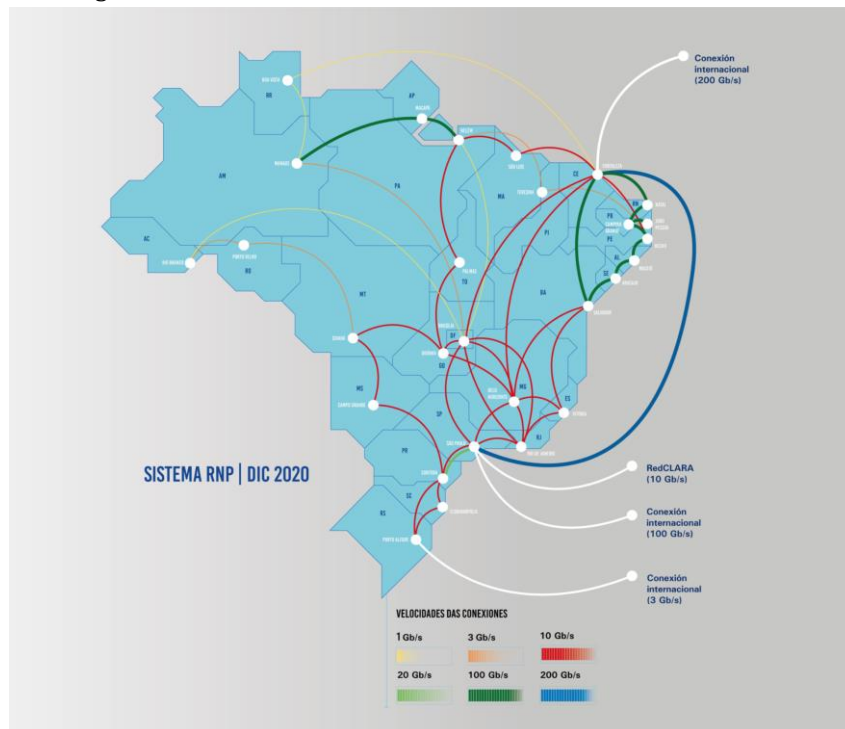 Conexión
internacional
(200 Gb/s)
BOA VISTA
RR
AP
MACAPÁ
BELÉM
SÃO LUÍS
FORTALEZA
MANAUS
AM
PA
MA
CE
TERESINA
RN
NATAL
PB
CAMPINA
GRANDE
JOÃO
PESSOA
PI
PE
RECIFE
AC
RIO BRANCO
PORTO VELHO
RO
AL
MACEIÓ
SE
ARACAJU
PALMAS
TO
MT
BA
SALVADOR
BRASÍLIA
DF
CUIABÁ
GOIÂNIA
GO
MS
CAMPO GRANDE
BELO
HORIZONTE
MG
ES
VITÓRIA
SP
RJ
SÃO PAULO
RIO DE JANEIRO
PR
CURITIBA
SISTEMA RNP | DIC 2020
RedCLARA
(10 Gb/s)
SC
RS
FLORIANÓPOLIS
Conexión
internacional
(100 Gb/s)
PORTO ALEGRE
Conexión
internacional
(3 Gb/s)
VELOCIDADES DAS CONEXIONES
1 Gb/s 3 Gb/s 10 Gb/s
20 Gb/s 100 Gb/s 200 Gb/s